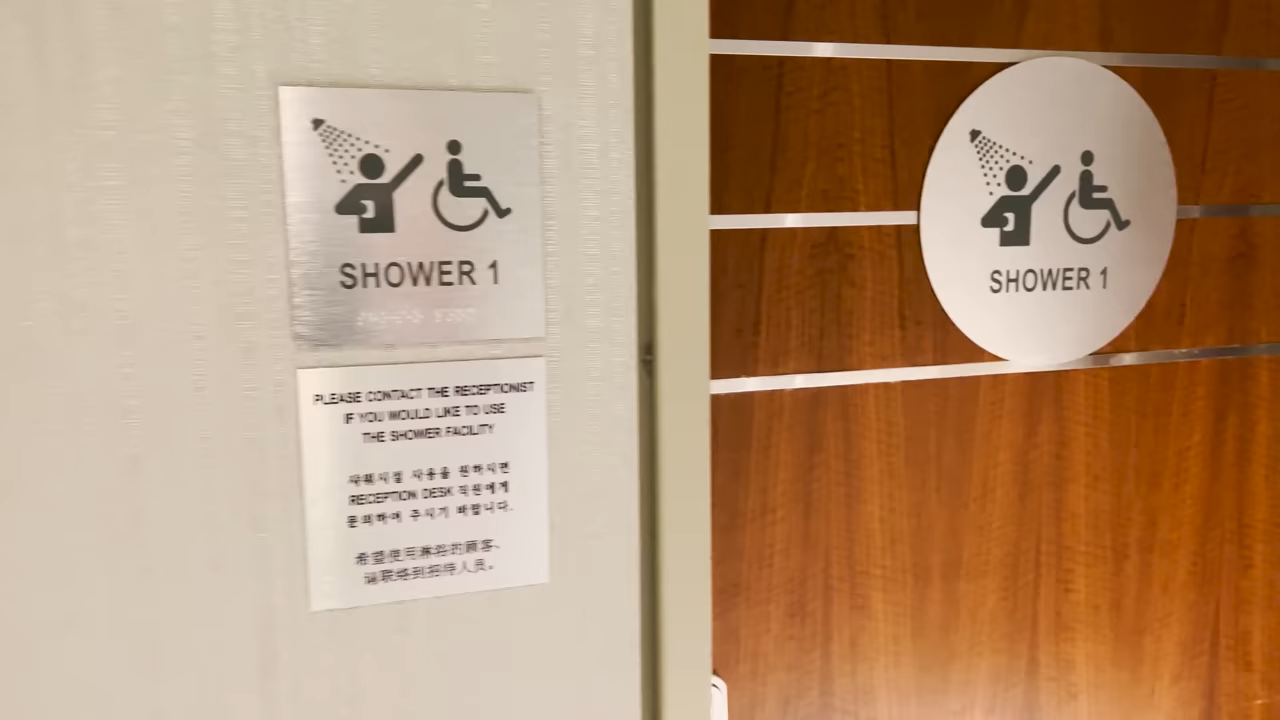 SHOWER 1
PLEASE CONTACT THE RECEPTIONIST
IF YOU WOULD LIKE TO USE
THE SHOWER FACILITY
샤워시설 사용을 원하시면
RECEPTION DESK 직원에게
문의하여 주시기 바랍니다.
希望使用淋浴的顾客、
请联络到招待人员。
SHOWER 1